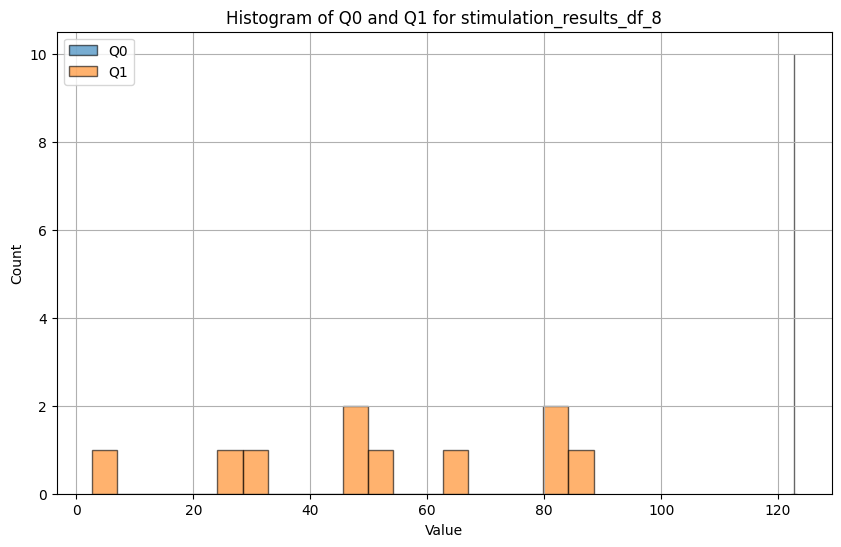 Histogram of Q0 and Q1 for stimulation_results_df_8
Q0
Q1
10
8
6
4
2
0
Count
0 20 40 60 80 100 120
Value